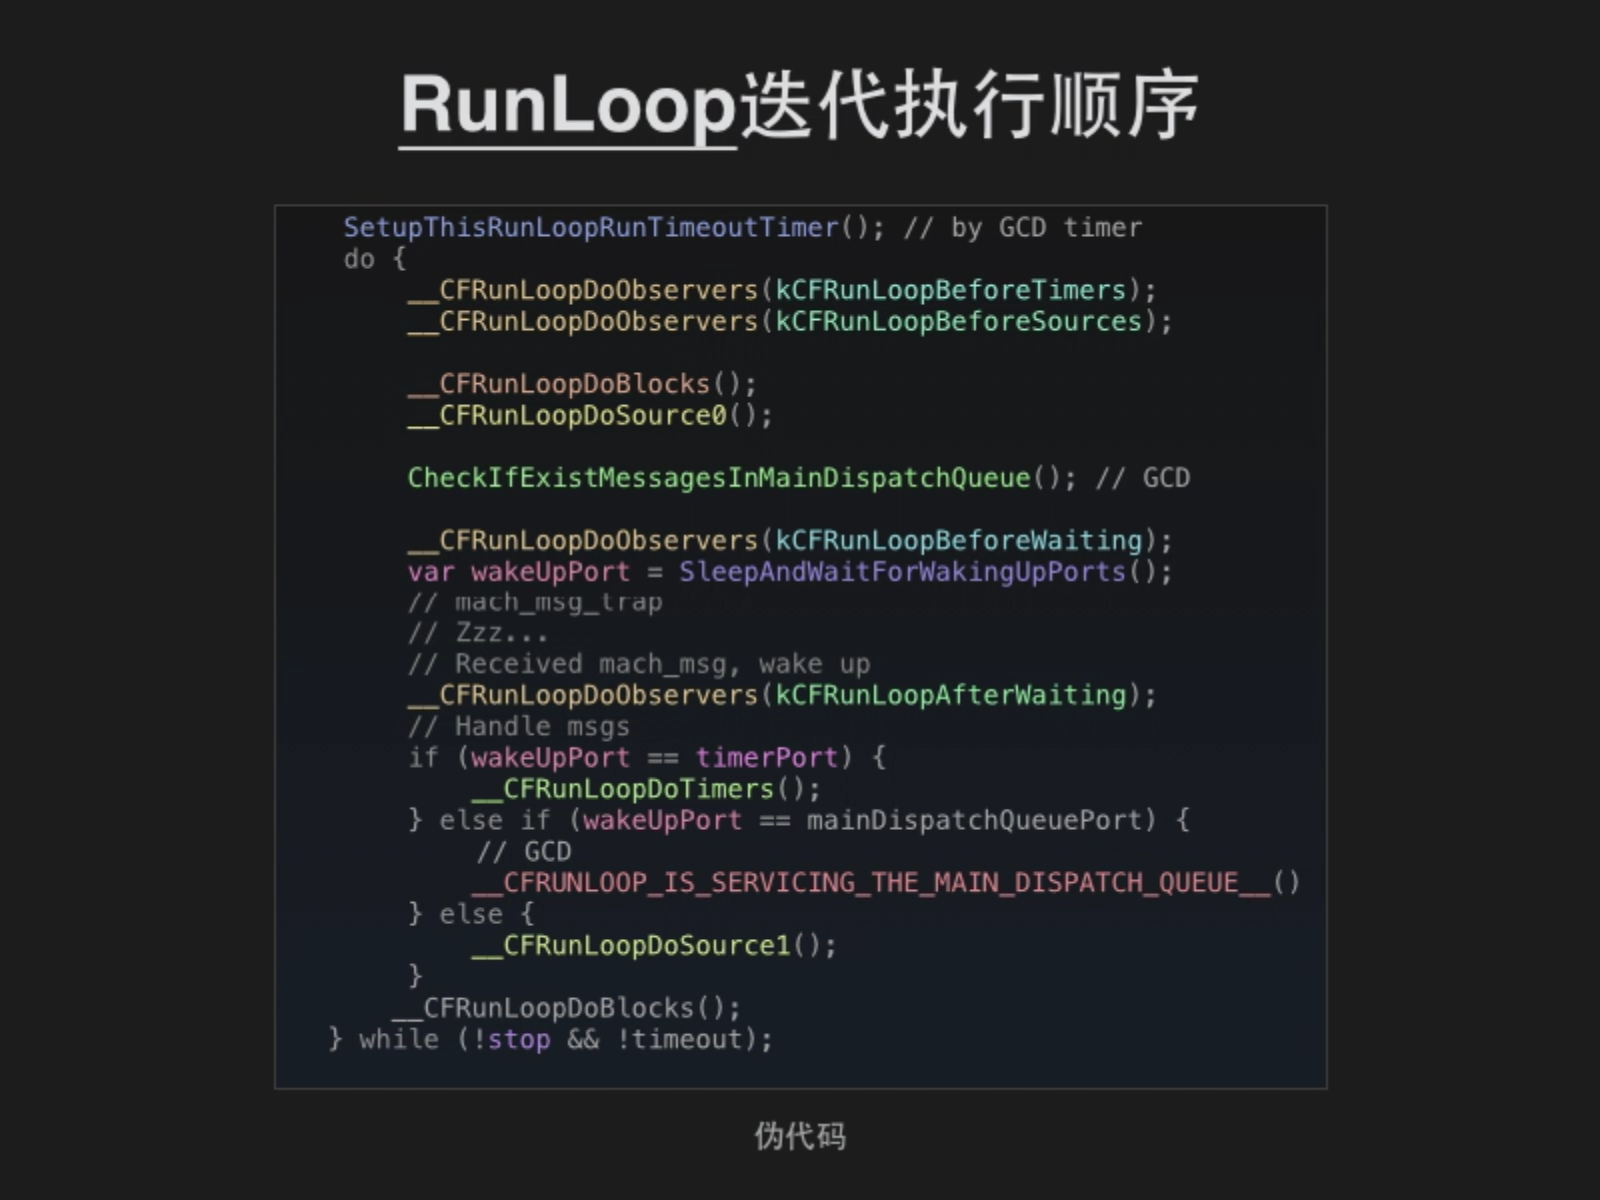 RunLoop迭代执行顺序
SetupThisRunLoopRunTimeoutTimer(); // by GCD timer
do {
__CFRunLoopDoObservers(kCFRunLoopBeforeTimers);
__CFRunLoopDoObservers(kCFRunLoopBeforeSources);
__CFRunLoopDoBlocks();
__CFRunLoopDoSource0();
CheckIfExistMessagesInMainDispatchQueue(); // GCD
__CFRunLoopDoObservers(kCFRunLoopBeforeWaiting);
var wakeUpPort = SleepAndWaitForWakingUpPorts();
// mach_msg_trap
// Zzz...
// Received mach_msg, wake up
__CFRunLoopDoObservers(kCFRunLoopAfterWaiting);
// Handle msgs
if (wakeUpPort == timerPort) {
__CFRunLoopDoTimers();
} else if (wakeUpPort == mainDispatchQueuePort) {
// GCD
__CFRUNLOOP_IS_SERVICING_THE_MAIN_DISPATCH_QUEUE__()
} else {
__CFRunLoopDoSource1();
}
__CFRunLoopDoBlocks();
} while (!stop && !timeout);
伪代码